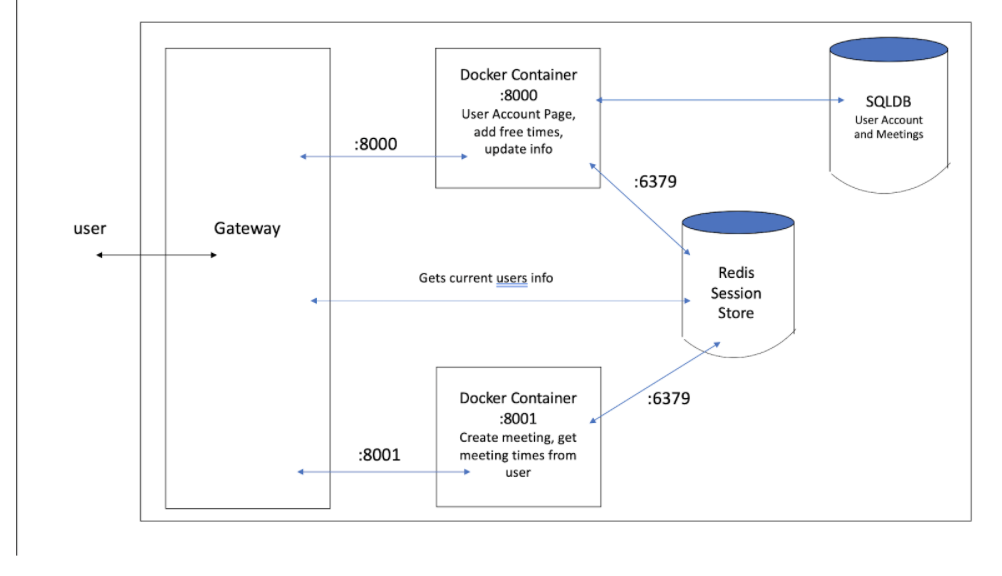 Docker Container
:8000
User Account Page,
add free times,
update info
SQLDB
User Account
and Meetings
:8000
:6379
user
Gateway
Gets current users info
Redis
Session
Store
Docker Container
:8001
Create meeting, get
meeting times from
user
:6379
:8001